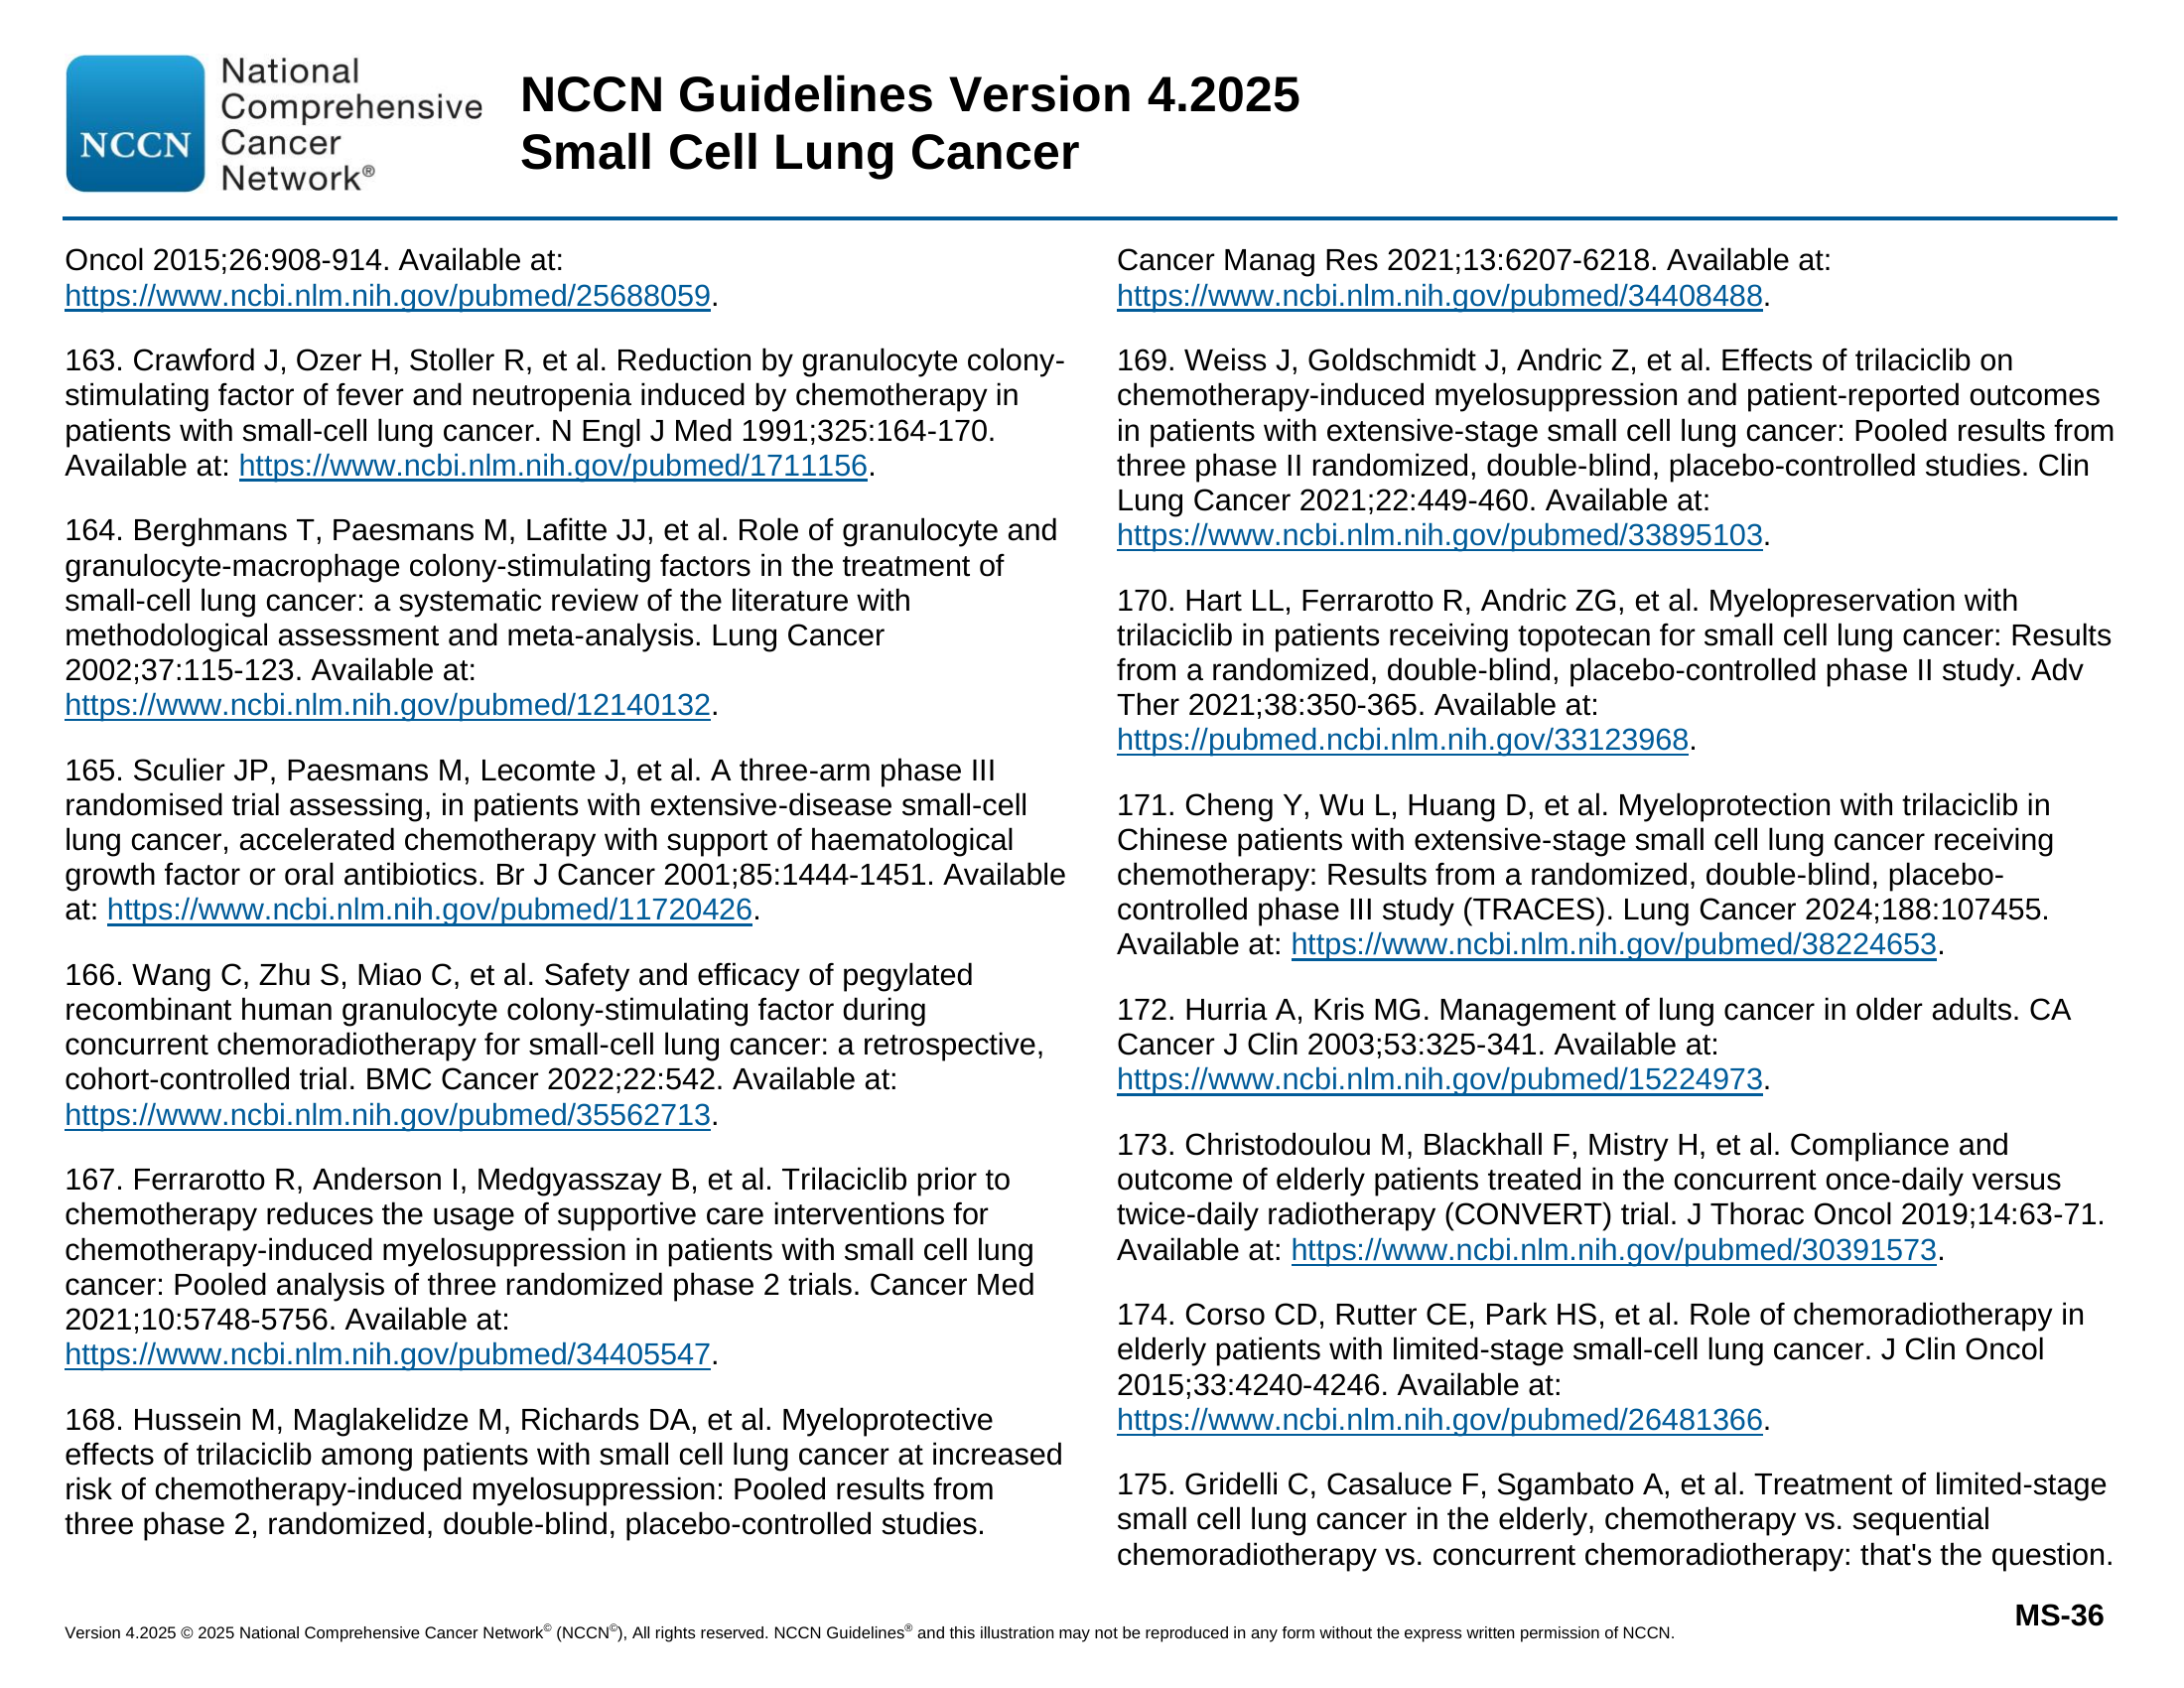 NCCN
National
Comprehensive
Cancer
Network®
NCCN Guidelines Version 4.2025
Small Cell Lung Cancer
Oncol 2015;26:908-914. Available at:
https://www.ncbi.nlm.nih.gov/pubmed/25688059.
163. Crawford J, Ozer H, Stoller R, et al. Reduction by granulocyte colony-
stimulating factor of fever and neutropenia induced by chemotherapy in
patients with small-cell lung cancer. N Engl J Med 1991;325:164-170.
Available at: https://www.ncbi.nlm.nih.gov/pubmed/1711156.
164. Berghmans T, Paesmans M, Lafitte JJ, et al. Role of granulocyte and
granulocyte-macrophage colony-stimulating factors in the treatment of
small-cell lung cancer: a systematic review of the literature with
methodological assessment and meta-analysis. Lung Cancer
2002;37:115-123. Available at:
https://www.ncbi.nlm.nih.gov/pubmed/12140132.
165. Sculier JP, Paesmans M, Lecomte J, et al. A three-arm phase III
randomised trial assessing, in patients with extensive-disease small-cell
lung cancer, accelerated chemotherapy with support of haematological
growth factor or oral antibiotics. Br J Cancer 2001;85:1444-1451. Available
at: https://www.ncbi.nlm.nih.gov/pubmed/11720426.
166. Wang C, Zhu S, Miao C, et al. Safety and efficacy of pegylated
recombinant human granulocyte colony-stimulating factor during
concurrent chemoradiotherapy for small-cell lung cancer: a retrospective,
cohort-controlled trial. BMC Cancer 2022;22:542. Available at:
https://www.ncbi.nlm.nih.gov/pubmed/35562713.
167. Ferrarotto R, Anderson I, Medgyasszay B, et al. Trilaciclib prior to
chemotherapy reduces the usage of supportive care interventions for
chemotherapy-induced myelosuppression in patients with small cell lung
cancer: Pooled analysis of three randomized phase 2 trials. Cancer Med
2021;10:5748-5756. Available at:
https://www.ncbi.nlm.nih.gov/pubmed/34405547.
168. Hussein M, Maglakelidze M, Richards DA, et al. Myeloprotective
effects of trilaciclib among patients with small cell lung cancer at increased
risk of chemotherapy-induced myelosuppression: Pooled results from
three phase 2, randomized, double-blind, placebo-controlled studies.
Cancer Manag Res 2021;13:6207-6218. Available at:
https://www.ncbi.nlm.nih.gov/pubmed/34408488.
169. Weiss J, Goldschmidt J, Andric Z, et al. Effects of trilaciclib on
chemotherapy-induced myelosuppression and patient-reported outcomes
in patients with extensive-stage small cell lung cancer: Pooled results from
three phase II randomized, double-blind, placebo-controlled studies. Clin
Lung Cancer 2021;22:449-460. Available at:
https://www.ncbi.nlm.nih.gov/pubmed/33895103.
170. Hart LL, Ferrarotto R, Andric ZG, et al. Myelopreservation with
trilaciclib in patients receiving topotecan for small cell lung cancer: Results
from a randomized, double-blind, placebo-controlled phase II study. Adv
Ther 2021;38:350-365. Available at:
https://pubmed.ncbi.nlm.nih.gov/33123968.
171. Cheng Y, Wu L, Huang D, et al. Myeloprotection with trilaciclib in
Chinese patients with extensive-stage small cell lung cancer receiving
chemotherapy: Results from a randomized, double-blind, placebo-
controlled phase III study (TRACES). Lung Cancer 2024;188:107455.
Available at: https://www.ncbi.nlm.nih.gov/pubmed/38224653.
172. Hurria A, Kris MG. Management of lung cancer in older adults. CA
Cancer J Clin 2003;53:325-341. Available at:
https://www.ncbi.nlm.nih.gov/pubmed/15224973.
173. Christodoulou M, Blackhall F, Mistry H, et al. Compliance and
outcome of elderly patients treated in the concurrent once-daily versus
twice-daily radiotherapy (CONVERT) trial. J Thorac Oncol 2019;14:63-71.
Available at: https://www.ncbi.nlm.nih.gov/pubmed/30391573.
174. Corso CD, Rutter CE, Park HS, et al. Role of chemoradiotherapy in
elderly patients with limited-stage small-cell lung cancer. J Clin Oncol
2015;33:4240-4246. Available at:
https://www.ncbi.nlm.nih.gov/pubmed/26481366.
175. Gridelli C, Casaluce F, Sgambato A, et al. Treatment of limited-stage
small cell lung cancer in the elderly, chemotherapy vs. sequential
chemoradiotherapy vs. concurrent chemoradiotherapy: that's the question.
MS-36
Version 4.2025 © 2025 National Comprehensive Cancer Network© (NCCN©), All rights reserved. NCCN Guidelines® and this illustration may not be reproduced in any form without the express written permission of NCCN.